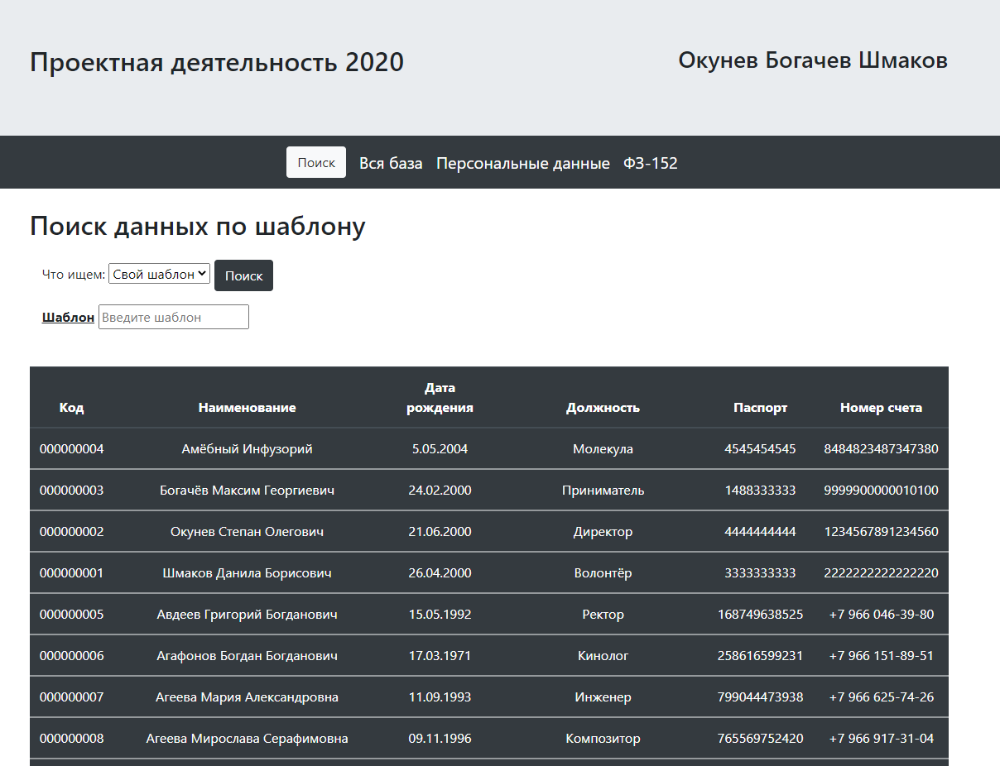 Проектная деятельность 2020
Окунев Богачев Шмаков
Поиск Вся база Персональные данные ФЗ-152
Поиск данных по шаблону
Что ищем: Свой шаблон Поиск
Шаблон Введите шаблон
Код Наименование Дата рождения Должность Паспорт Номер счета
000000004 Амёбный Инфузорий 5.05.2004 Молекула 4545454545 8484823487347380
000000003 Богачёв Максим Георгиевич 24.02.2000 Приниматель 1488333333 9999900000010100
000000002 Окунев Степан Олегович 21.06.2000 Директор 4444444444 1234567891234560
000000001 Шмаков Данила Борисович 26.04.2000 Волонтёр 3333333333 2222222222222220
000000005 Авдеев Григорий Богданович 15.05.1992 Ректор 168749638525 +7 966 046-39-80
000000006 Агафонов Богдан Богданович 17.03.1971 Кинолог 258616599231 +7 966 151-89-51
000000007 Агеева Мария Александровна 11.09.1993 Инженер 799044473938 +7 966 625-74-26
000000008 Агеева Мирослава Серафимовна 09.11.1996 Композитор 765569752420 +7 966 917-31-04